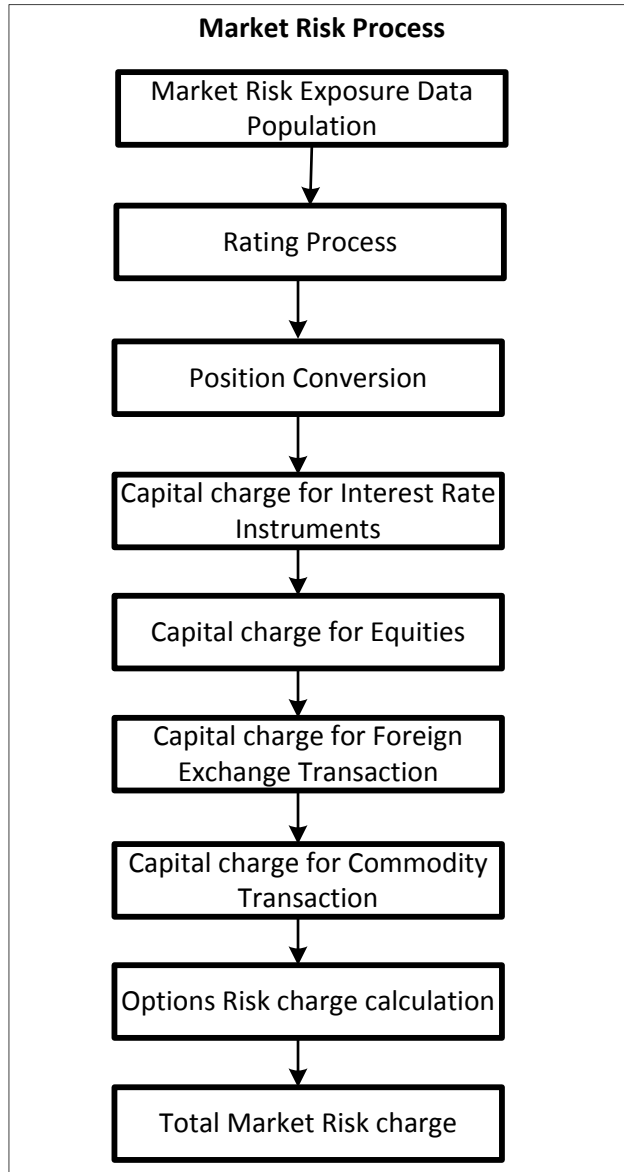 Market Risk Process
Market Risk Exposure Data
Population
Rating Process
Position Conversion
Capital charge for Interest Rate
Instruments
Capital charge for Equities
Capital charge for Foreign
Exchange Transaction
Capital charge for Commodity
Transaction
Options Risk charge calculation
Total Market Risk charge